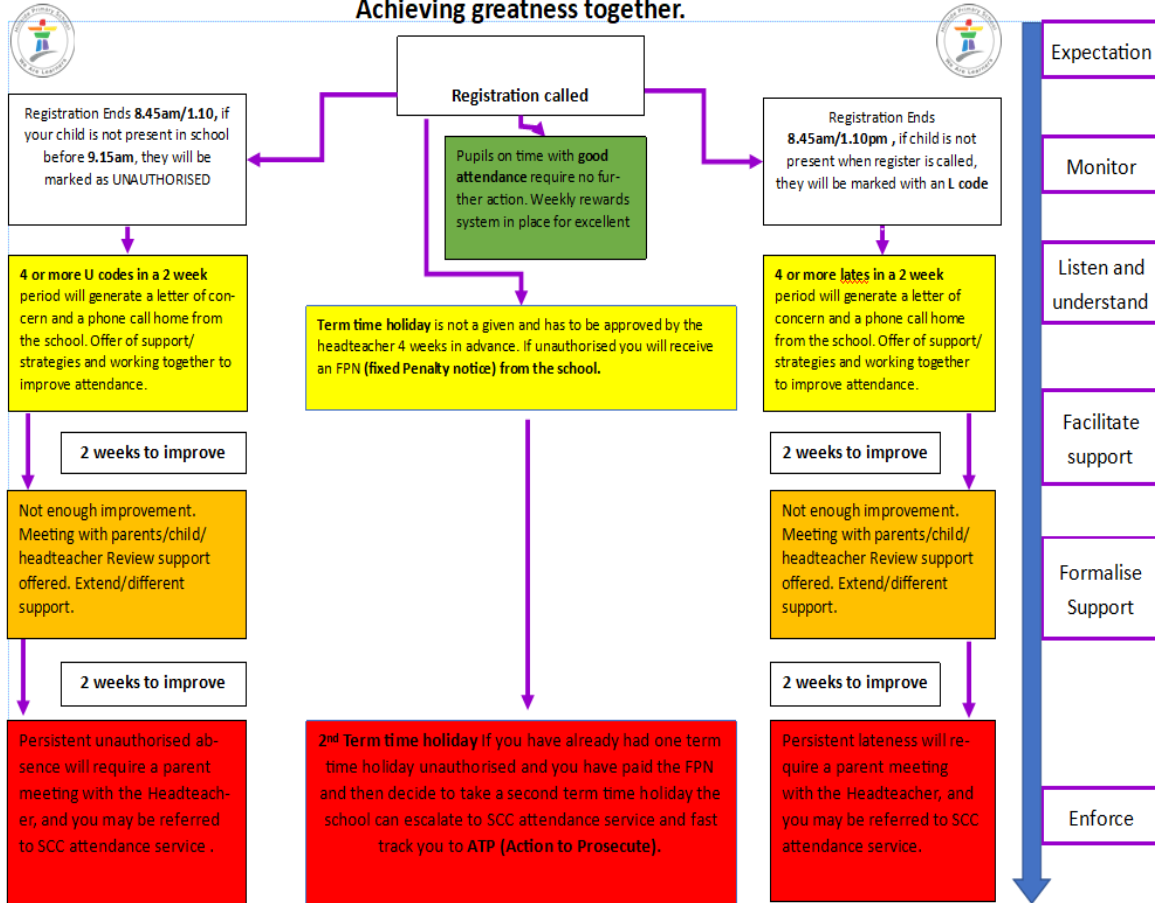 Achieving greatness together.
Hillside Primary School
We Are Learners
Hillside Primary School
We Are Learners
Registration called
Registration Ends 8.45am/1.10, if
your child is not present in school
before 9.15am, they will be
marked as UNAUTHORISED
Pupils on time with good
attendance require no fur-
ther action. Weekly rewards
system in place for excellent
Registration Ends
8.45am/1.10pm , if child is not
present when register is called,
they will be marked with an L code
4 or more U codes in a 2 week
period will generate a letter of con-
cern and a phone call home from
the school. Offer of support/
strategies and working together to
improve attendance.
Term time holiday is not a given and has to be approved by the
headteacher 4 weeks in advance. If unauthorised you will receive
an FPN (fixed Penalty notice) from the school.
4 or more lates in a 2 week
period will generate a letter of
concern and a phone call home
from the school. Offer of support/
strategies and working together
to improve attendance.
2 weeks to improve
2 weeks to improve
Not enough improvement.
Meeting with parents/child/
headteacher Review support
offered. Extend/different
support.
Not enough improvement.
Meeting with parents/child/
headteacher Review support
offered. Extend/different
support.
2 weeks to improve
2 weeks to improve
Persistent unauthorised ab-
sence will require a parent
meeting with the Headteach-
er, and you may be referred
to SCC attendance service .
2nd Term time holiday If you have already had one term
time holiday unauthorised and you have paid the FPN
and then decide to take a second term time holiday the
school can escalate to SCC attendance service and fast
track you to ATP (Action to Prosecute).
Persistent lateness will re-
quire a parent meeting
with the Headteacher, and
you may be referred to SCC
attendance service.
Expectation
Monitor
Listen and
understand
Facilitate
support
Formalise
Support
Enforce